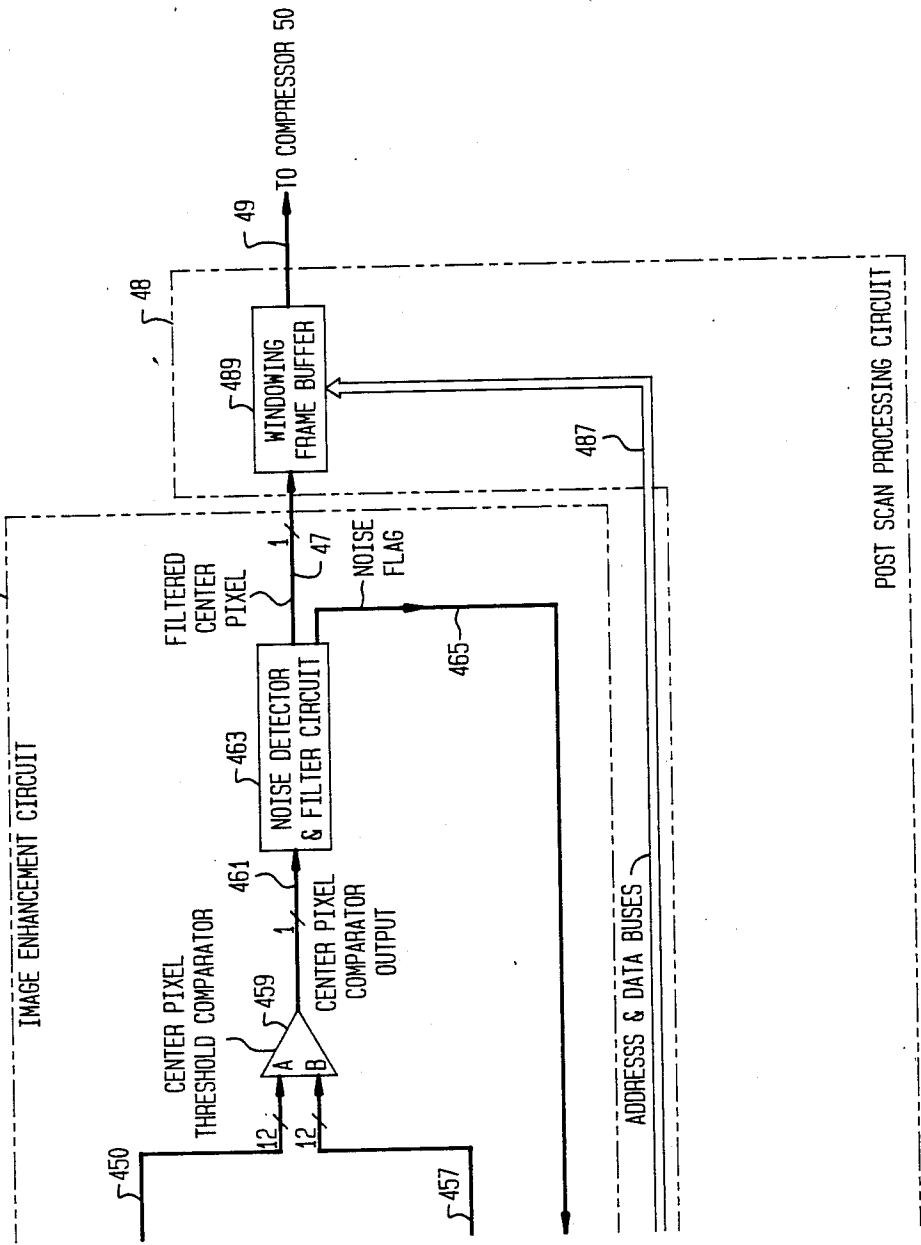 IMAGE ENHANCEMENT CIRCUIT
450
12
12
457
CENTER PIXEL
THRESHOLD COMPARATOR
459
A
B
1
461
CENTER PIXEL
COMPARATOR
OUTPUT
463
NOISE DETECTOR
& FILTER CIRCUIT
FILTERED
CENTER
PIXEL
1
47
NOISE
FLAG
465
48
489
WINDOWING
FRAME BUFFER
49
TO COMPRESSOR 50
487
ADDRESSS & DATA BUSES
POST SCAN PROCESSING CIRCUIT